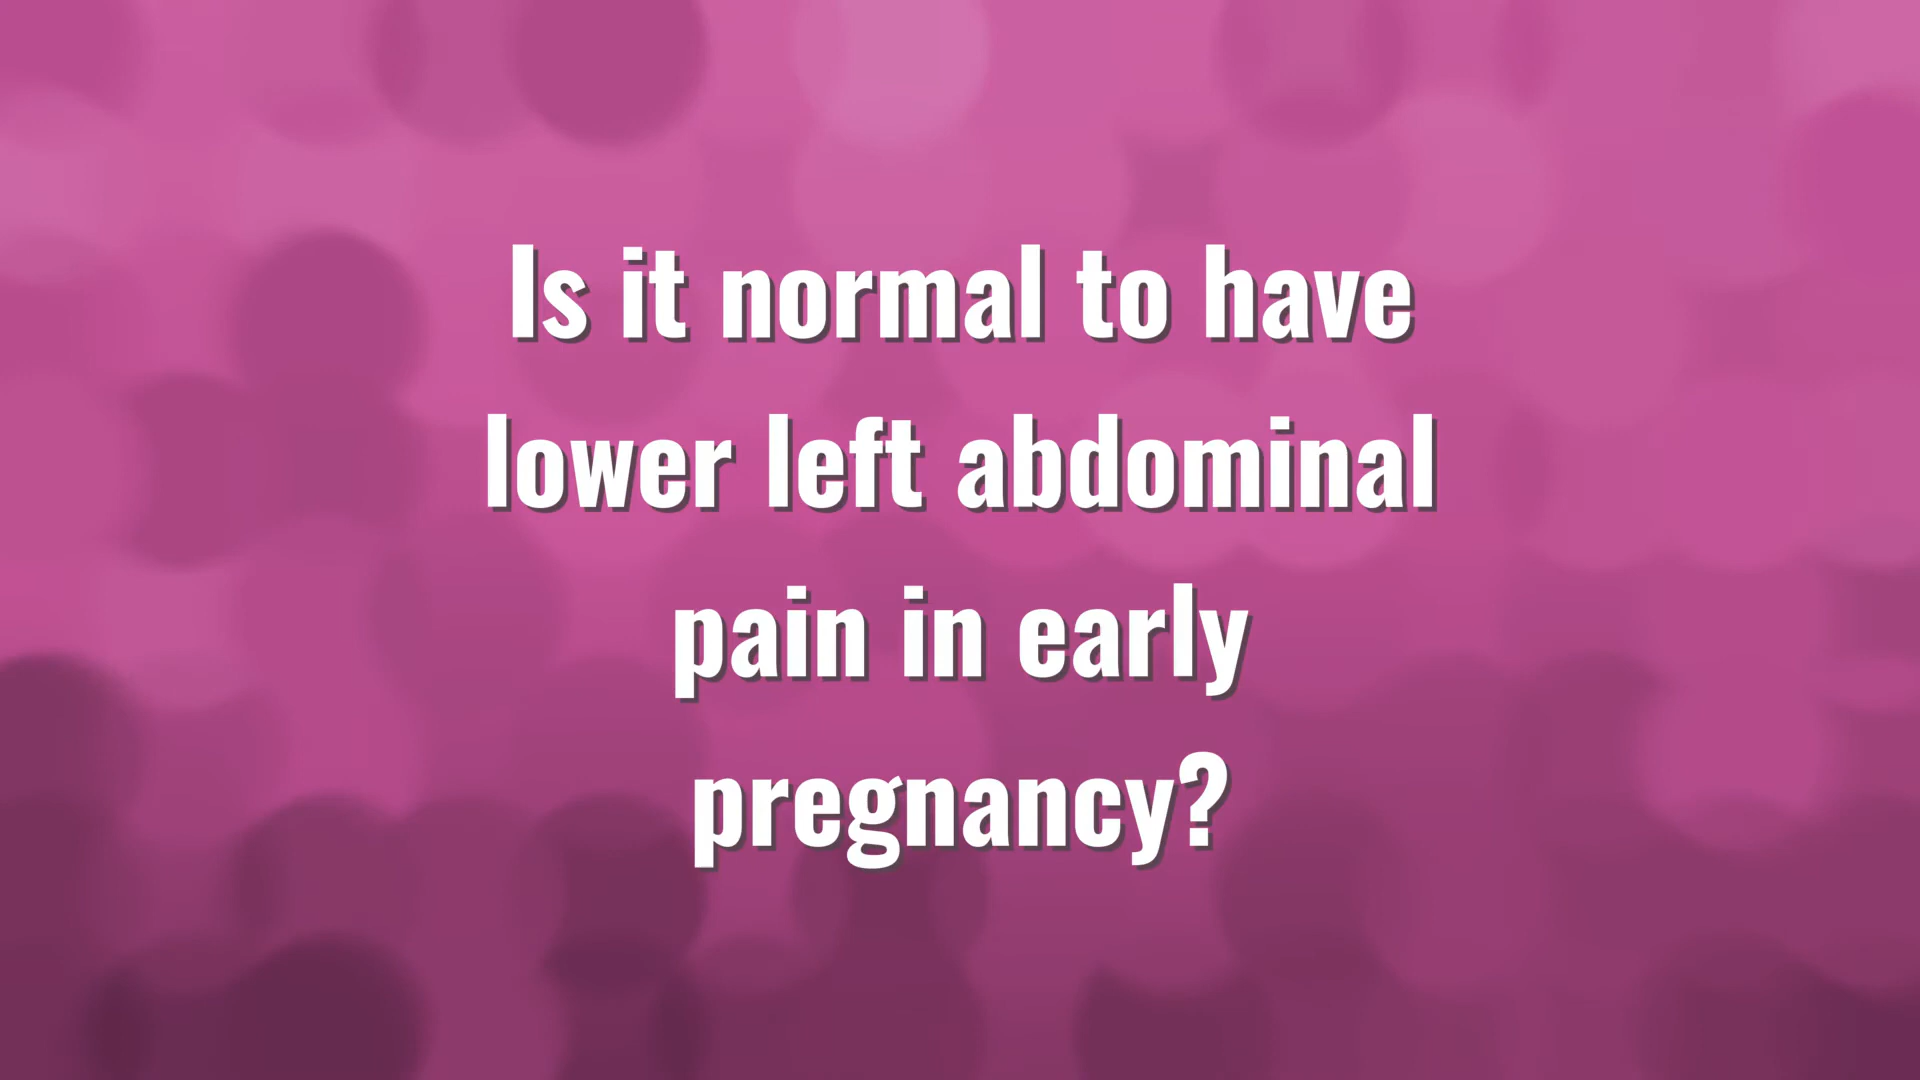 Is it normal to have
lower left abdominal
pain in early
pregnancy?